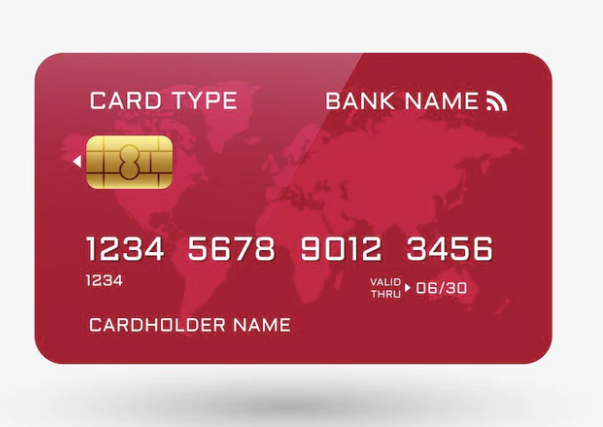 CARD TYPE
BANK NAME
1234 5678 9012 3456
1234
VALID THRU 06/30
CARDHOLDER NAME